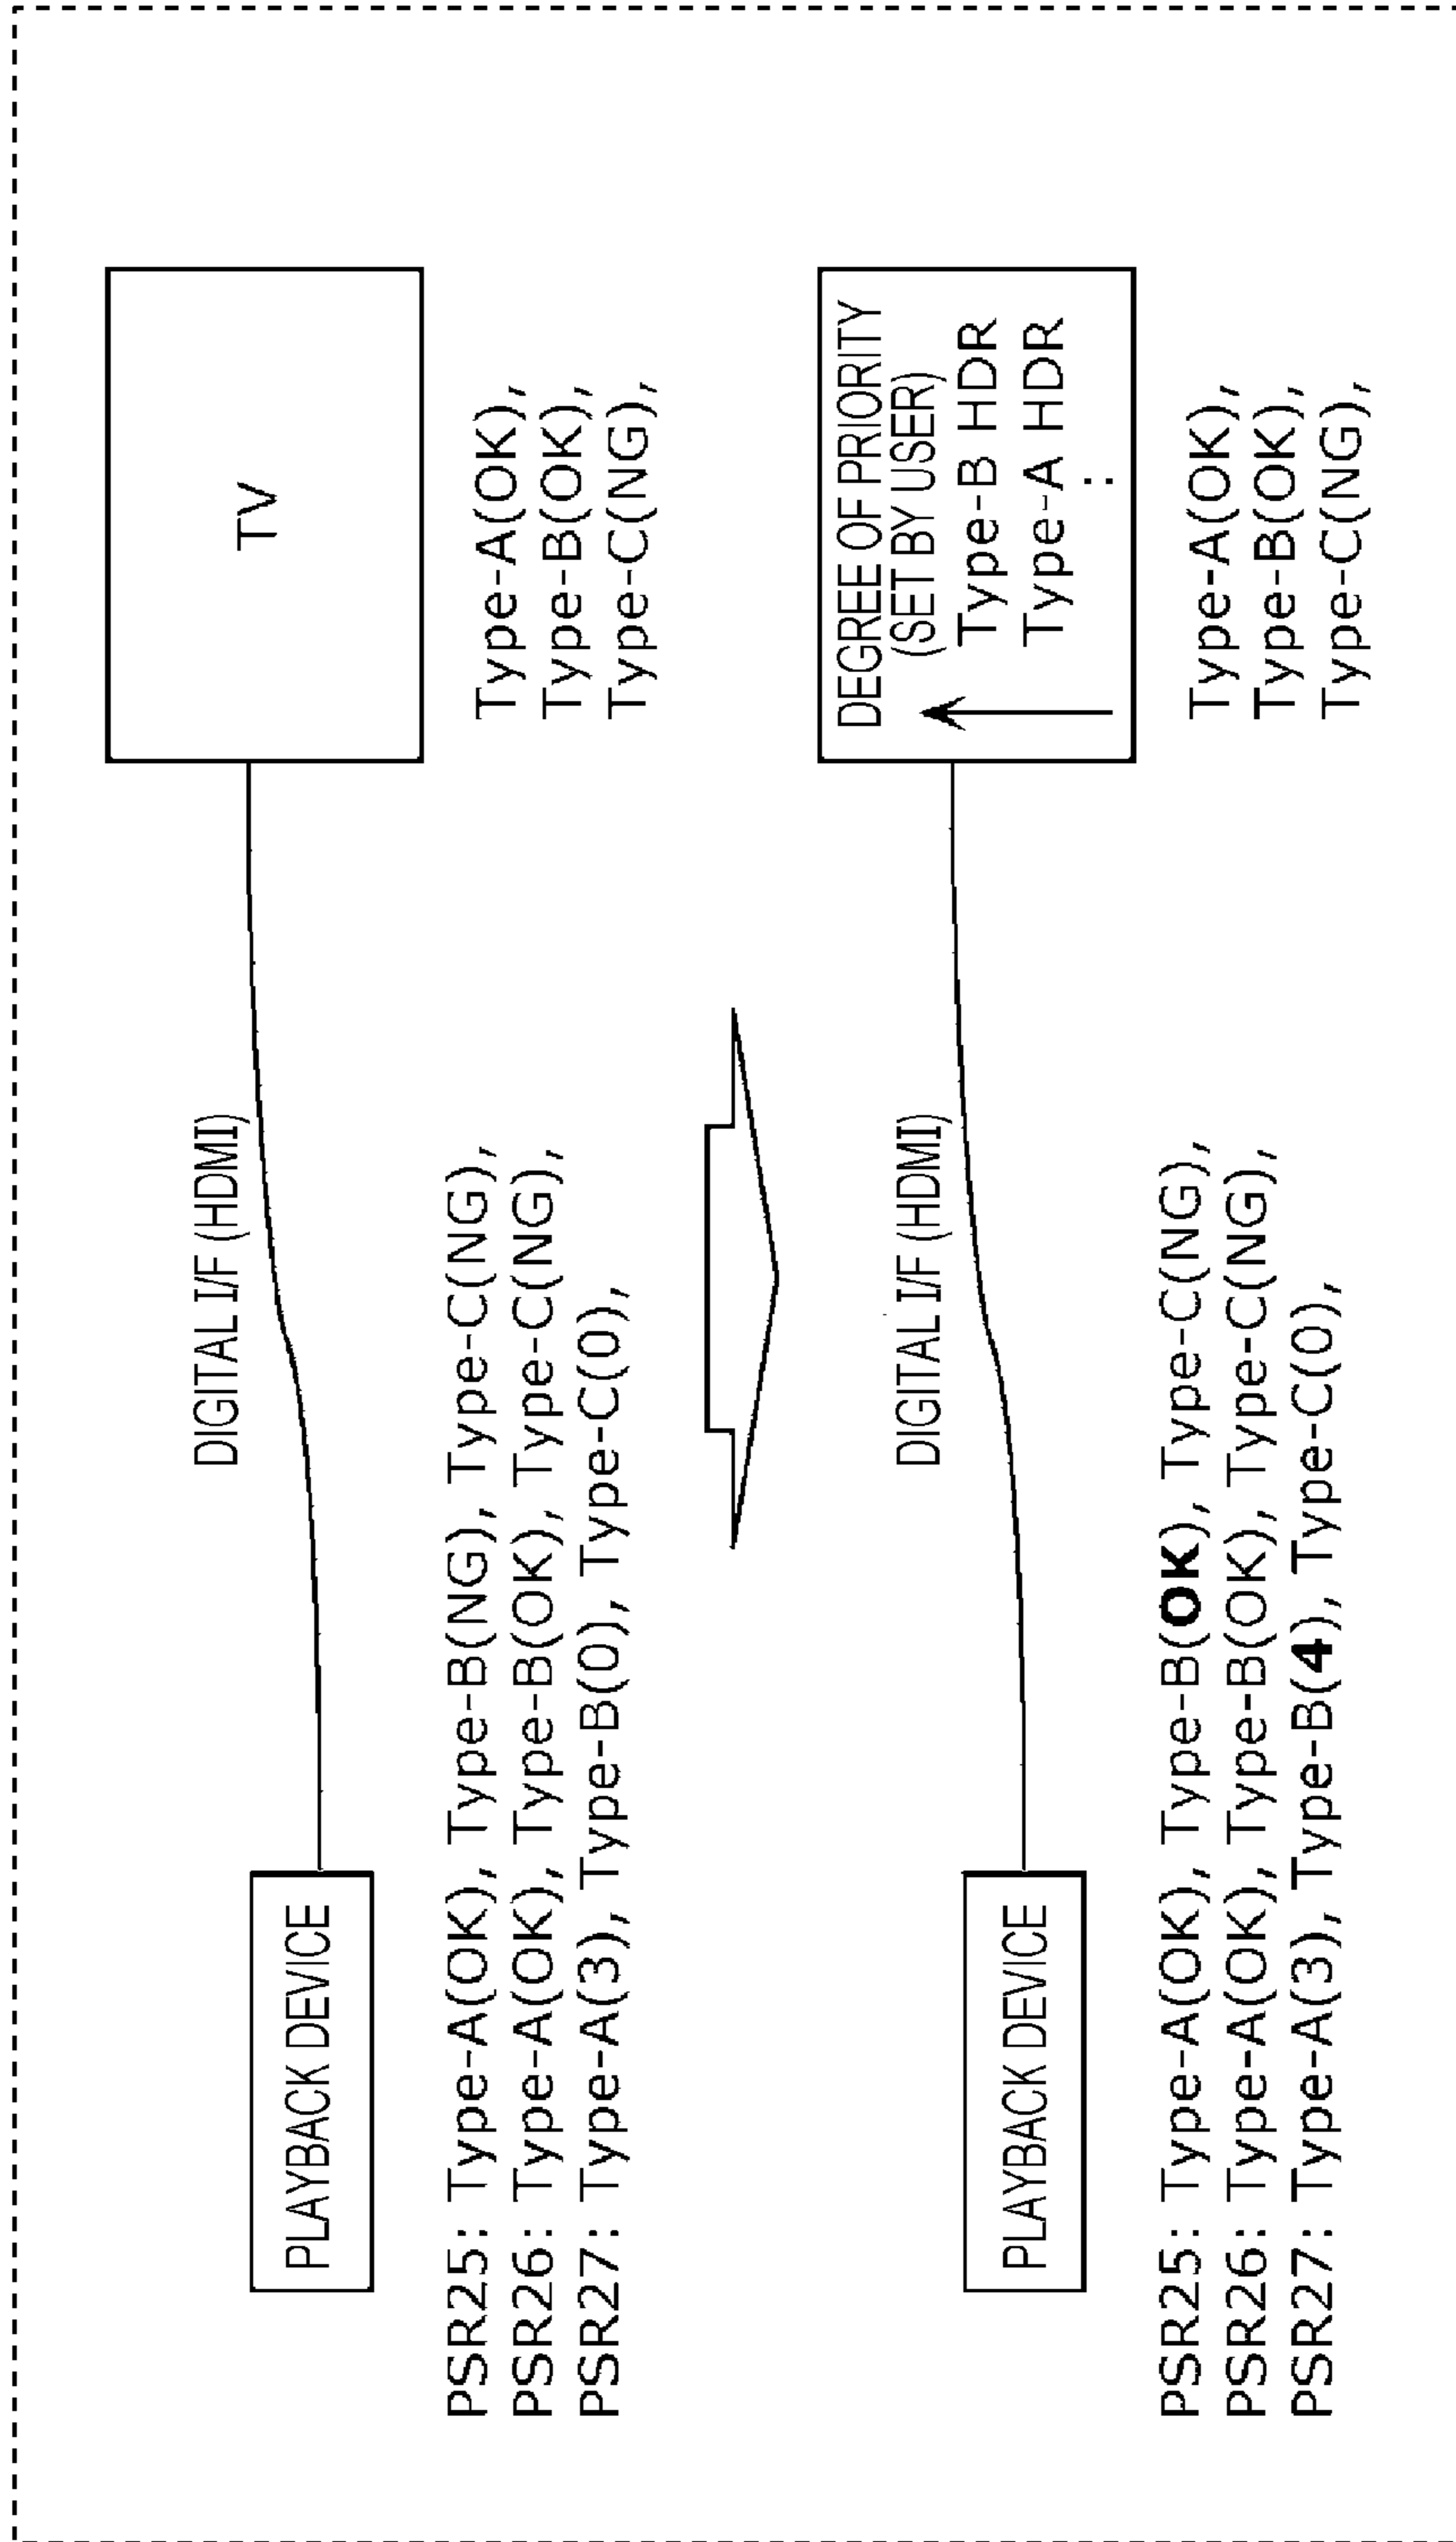 TV
DIGITAL I/F (HDMI)
PLAYBACK DEVICE
PSR25: Type-A(OK), Type-B(NG), Type-C(NG),
PSR26: Type-A(OK), Type-B(OK), Type-C(NG),
PSR27: Type-A(3), Type-B(0), Type-C(0),
Type-A(OK),
Type-B(OK),
Type-C(NG),
DEGREE OF PRIORITY
(SET BY USER)
Type-B HDR
Type-A HDR
:
DIGITAL I/F (HDMI)
PLAYBACK DEVICE
PSR25: Type-A(OK), Type-B(OK), Type-C(NG),
PSR26: Type-A(OK), Type-B(OK), Type-C(NG),
PSR27: Type-A(3), Type-B(4), Type-C(0),
Type-A(OK),
Type-B(OK),
Type-C(NG),